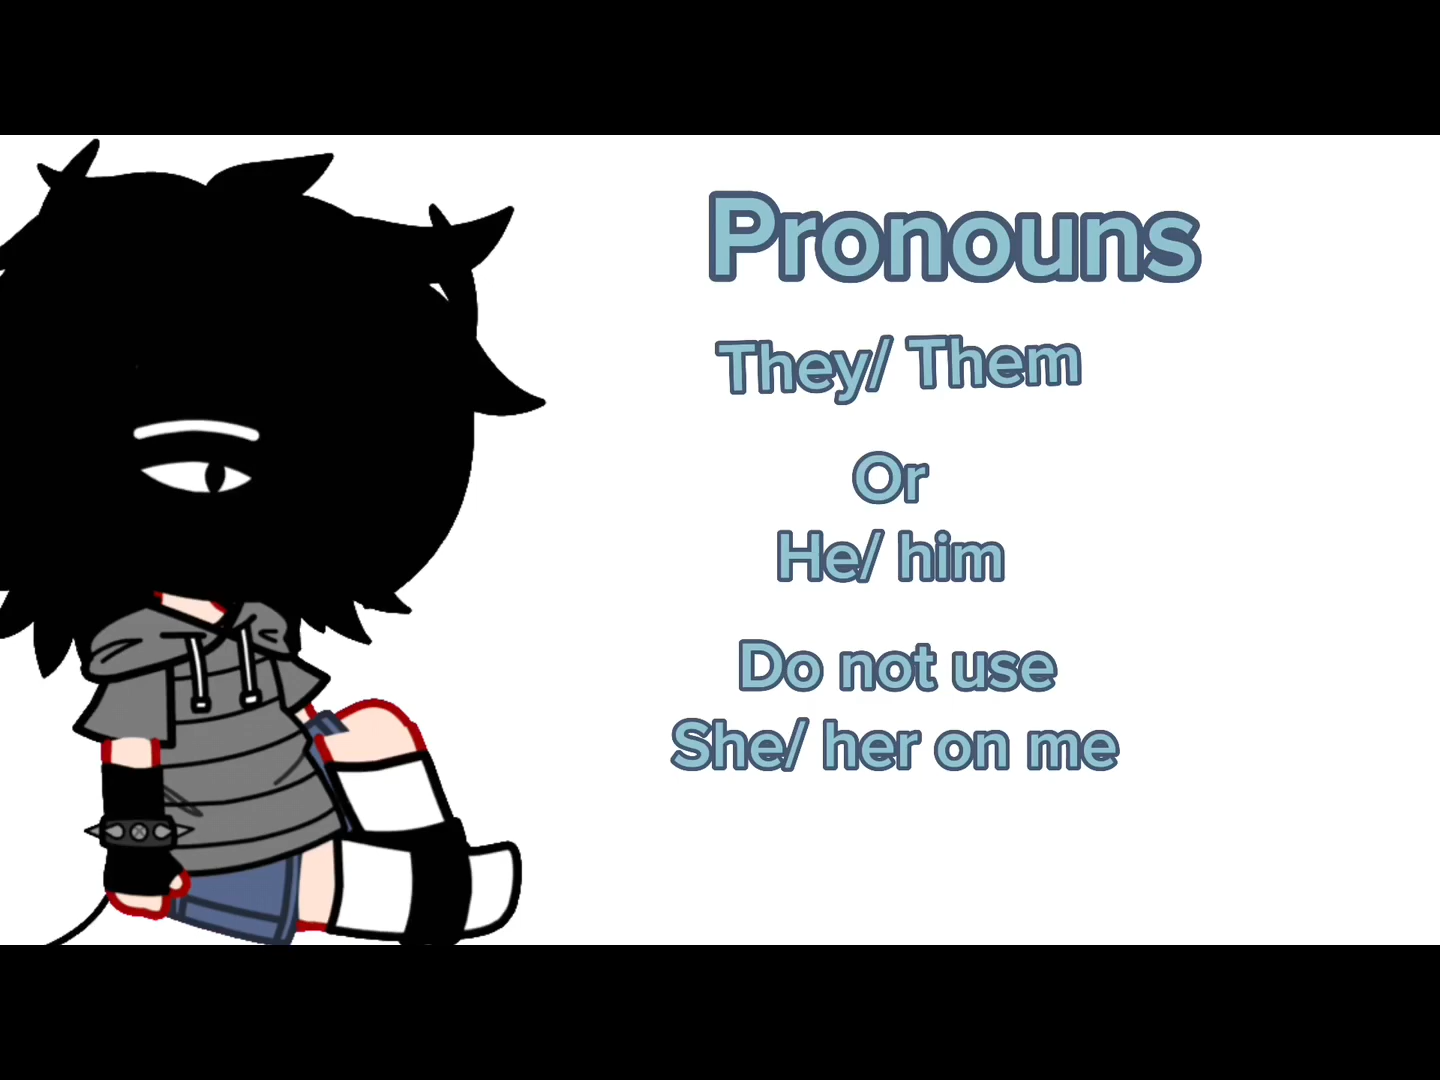 Pronouns
They/ Them
Or
He/ him
Do not use
She/ her on me